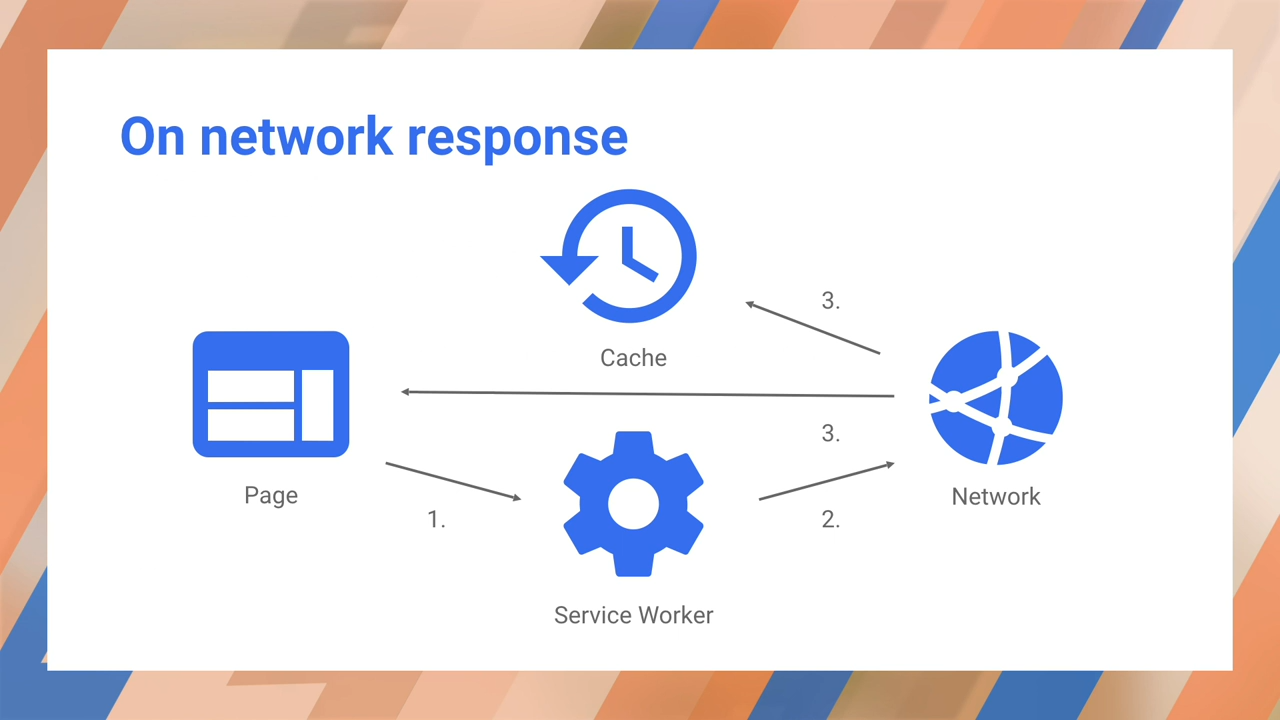 On network response
3.
Cache
3.
Page
Network
1.
2.
Service Worker